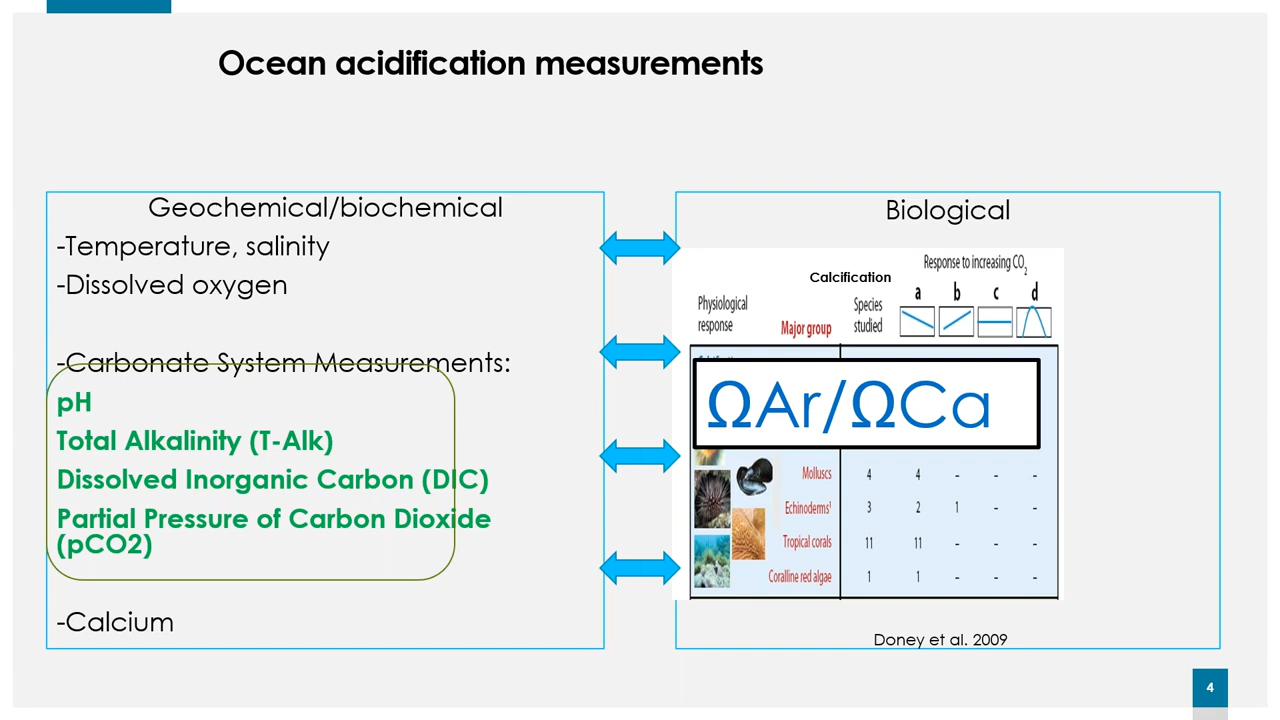 Ocean acidification measurements
Geochemical/biochemical
-Temperature, salinity
-Dissolved oxygen
-Carbonate System Measurements:
pH
Total Alkalinity (T-Alk)
Dissolved Inorganic Carbon (DIC)
Partial Pressure of Carbon Dioxide
(pCO2)
-Calcium
Biological
Calcification
Response to increasing CO2
Physiological
response
Major group
Species
studied
a b c d
ΩAr/ΩCa
Molluscs 4 4 - - -
Echinoderms¹ 3 2 1 - -
Tropical corals 11 11 - - -
Coralline red algae 1 1 - - -
Doney et al. 2009
4